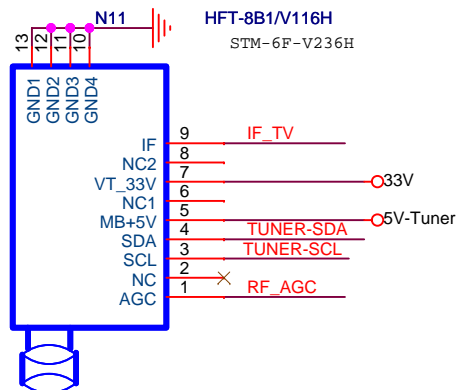 N11 HFT-8B1/V116H
STM-6F-V236H
13 12 11 10
GND1 GND2 GND3 GND4
IF 9 IF_TV
NC2 8
VT_33V 7 33V
NC1 6
MB+5V 5 5V-Tuner
SDA 4 TUNER-SDA
SCL 3 TUNER-SCL
NC 2
AGC 1 RF_AGC